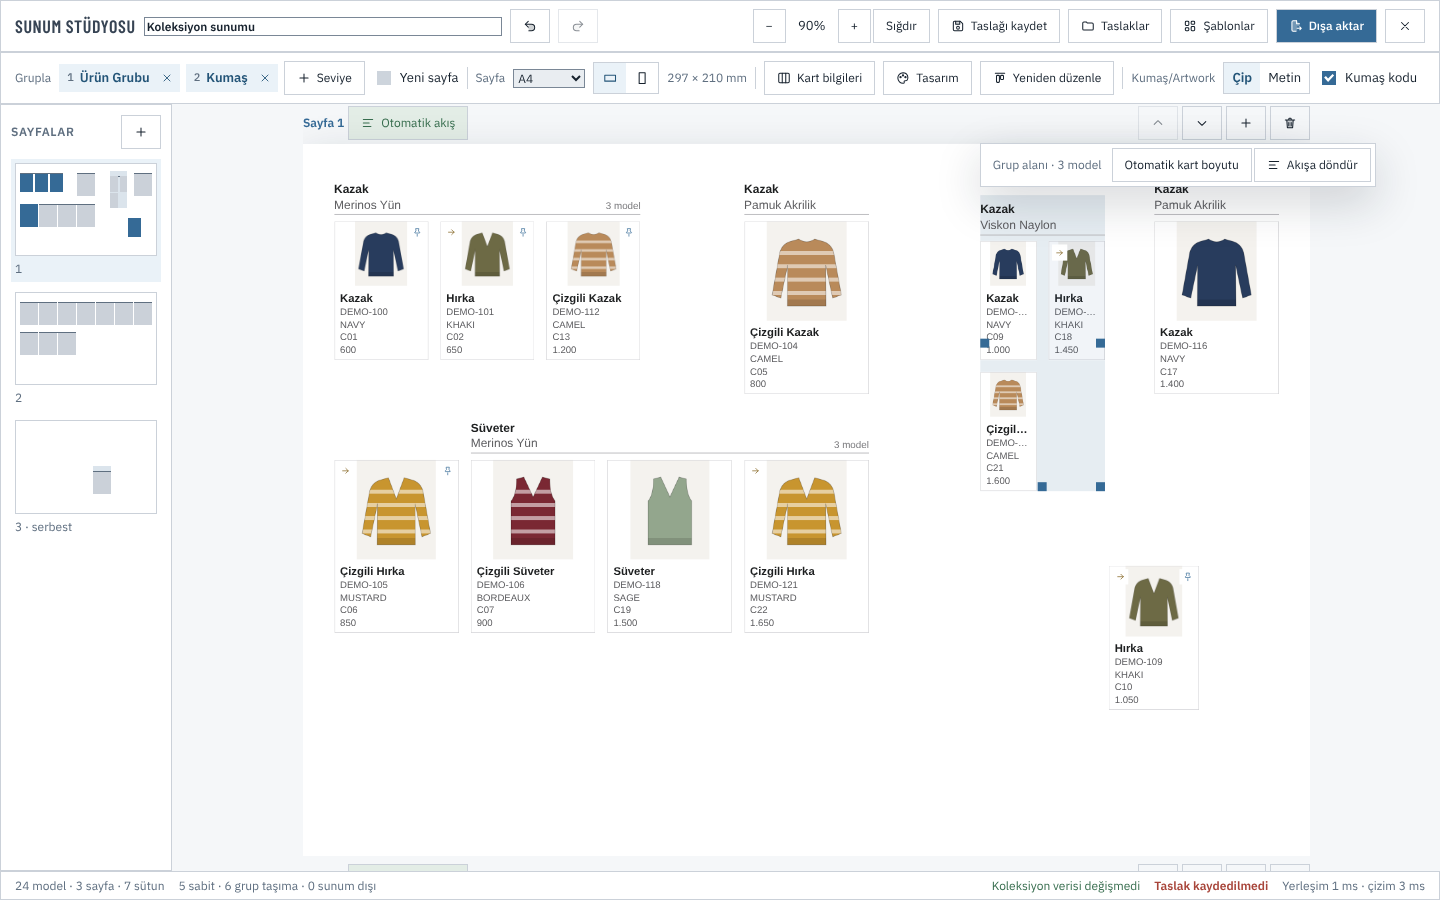 SUNUM STÜDYOSU
Koleksiyon sunumu
90%
Sığdır
Taslağı kaydet
Taslaklar
Şablonlar
Dışa aktar
Grupla
1 Ürün Grubu
2 Kumaş
Seviye
Yeni sayfa
Sayfa
A4
297 × 210 mm
Kart bilgileri
Tasarım
Yeniden düzenle
Kumaş/Artwork
Çip
Metin
Kumaş kodu
SAYFALAR
1
2
3 · serbest
Sayfa 1
Otomatik akış
Grup alanı · 3 model
Otomatik kart boyutu
Akışa döndür
Kazak
Merinos Yün
3 model
Kazak
DEMO-100
NAVY
C01
600
Hırka
DEMO-101
KHAKI
C02
650
Çizgili Kazak
DEMO-112
CAMEL
C13
1.200
Kazak
Pamuk Akrilik
Çizgili Kazak
DEMO-104
CAMEL
C05
800
Kazak
Viskon Naylon
Kazak
DEMO-...
NAVY
C09
1.000
Hırka
DEMO-...
KHAKI
C18
1.450
Çizgil...
DEMO-...
CAMEL
C21
1.600
Kazak
Pamuk Akrilik
Kazak
DEMO-116
NAVY
C17
1.400
Süveter
Merinos Yün
3 model
Çizgili Hırka
DEMO-105
MUSTARD
C06
850
Çizgili Süveter
DEMO-106
BORDEAUX
C07
900
Süveter
DEMO-118
SAGE
C19
1.500
Çizgili Hırka
DEMO-121
MUSTARD
C22
1.650
Hırka
DEMO-109
KHAKI
C10
1.050
24 model · 3 sayfa · 7 sütun
5 sabit · 6 grup taşıma · 0 sunum dışı
Koleksiyon verisi değişmedi
Taslak kaydedilmedi
Yerleşim 1 ms · çizim 3 ms